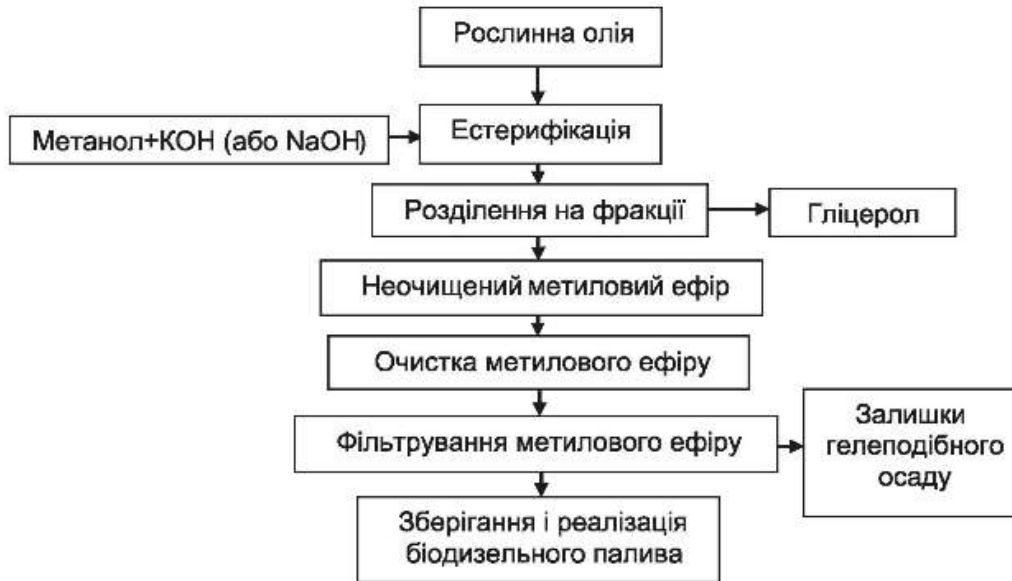 Рослинна олія
Метанол+КОН (або NaOH)
Естерифікація
Розділення на фракції
Гліцерол
Неочищений метиловий ефір
Очистка метилового ефіру
Фільтрування метилового ефіру
Залишки
гелеподібного
осаду
Зберігання і реалізація
біодизельного палива